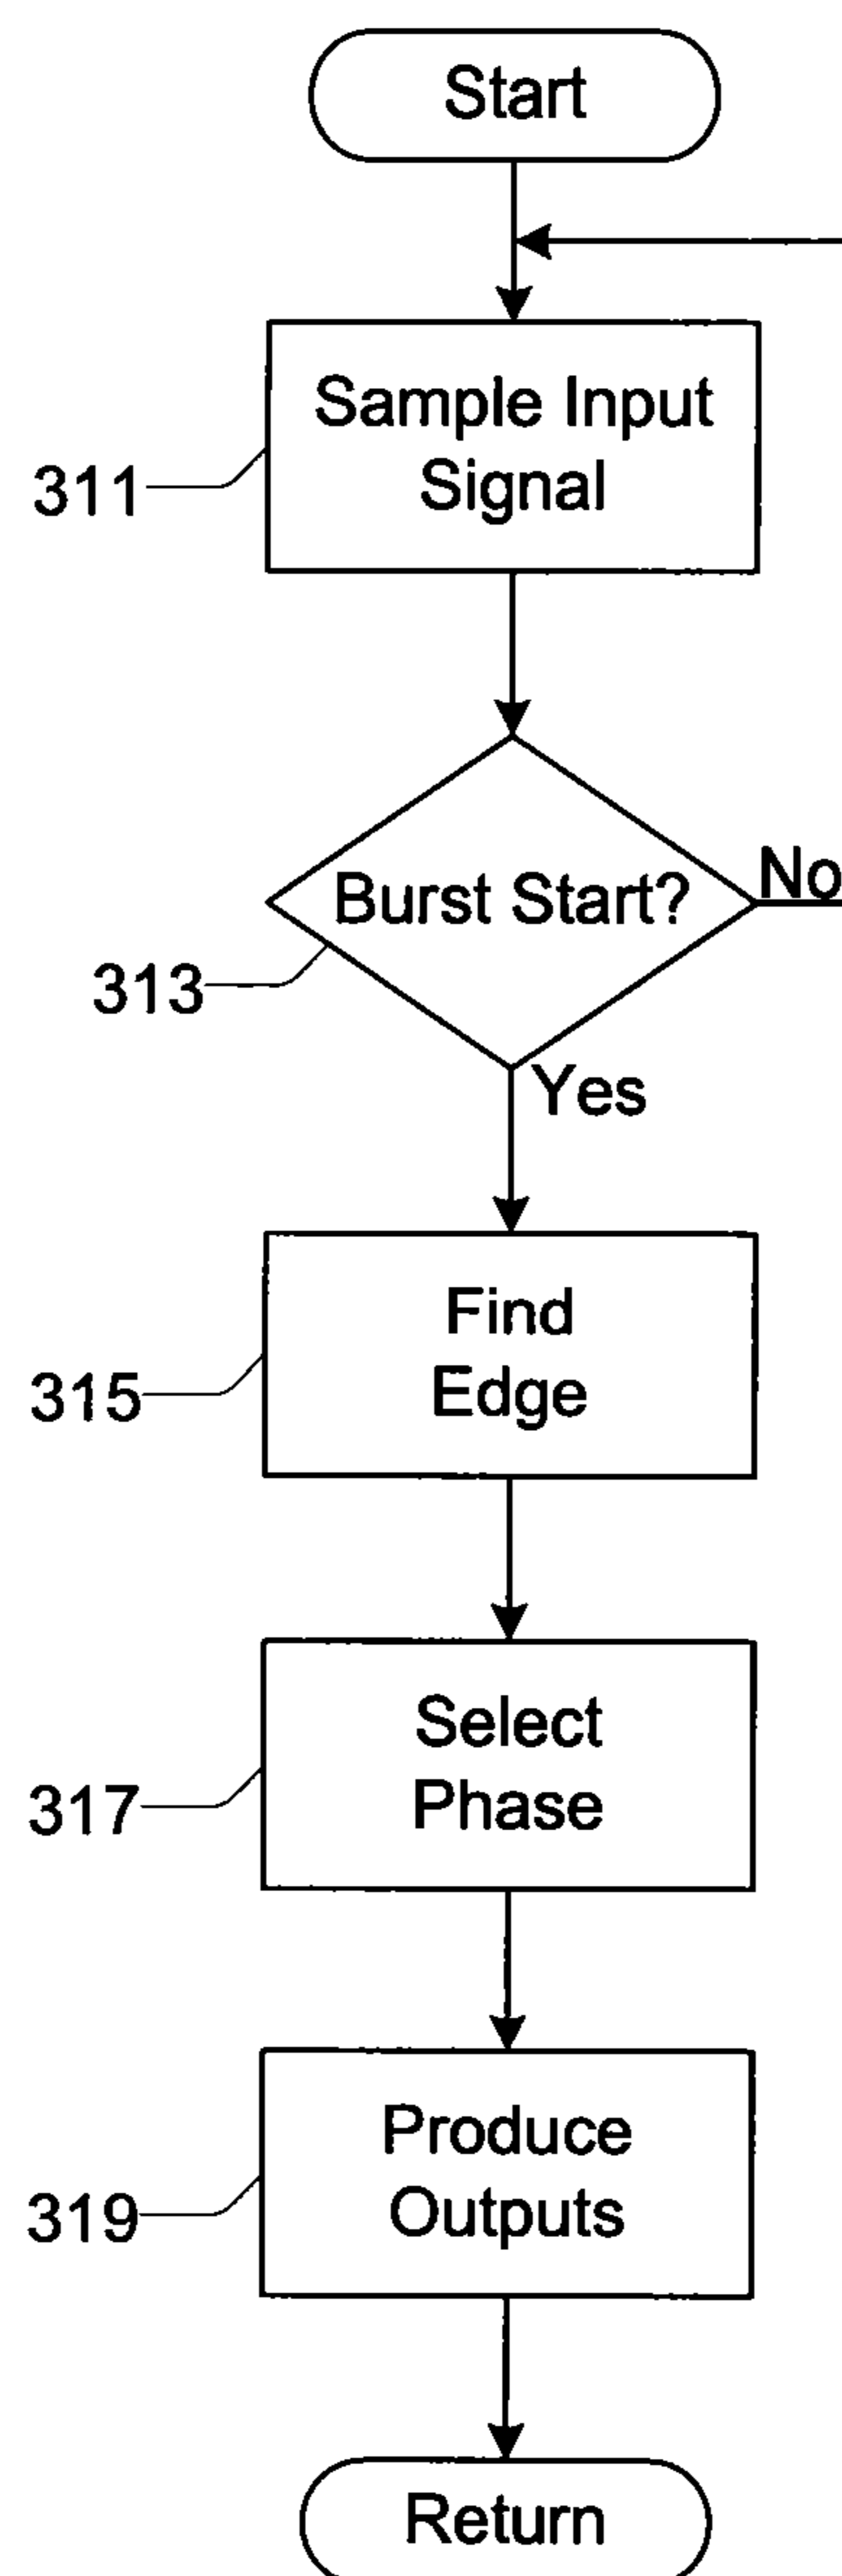 Start
Sample Input
Signal
311
Burst Start?
No
313
Yes
Find
Edge
315
Select
Phase
317
Produce
Outputs
319
Return